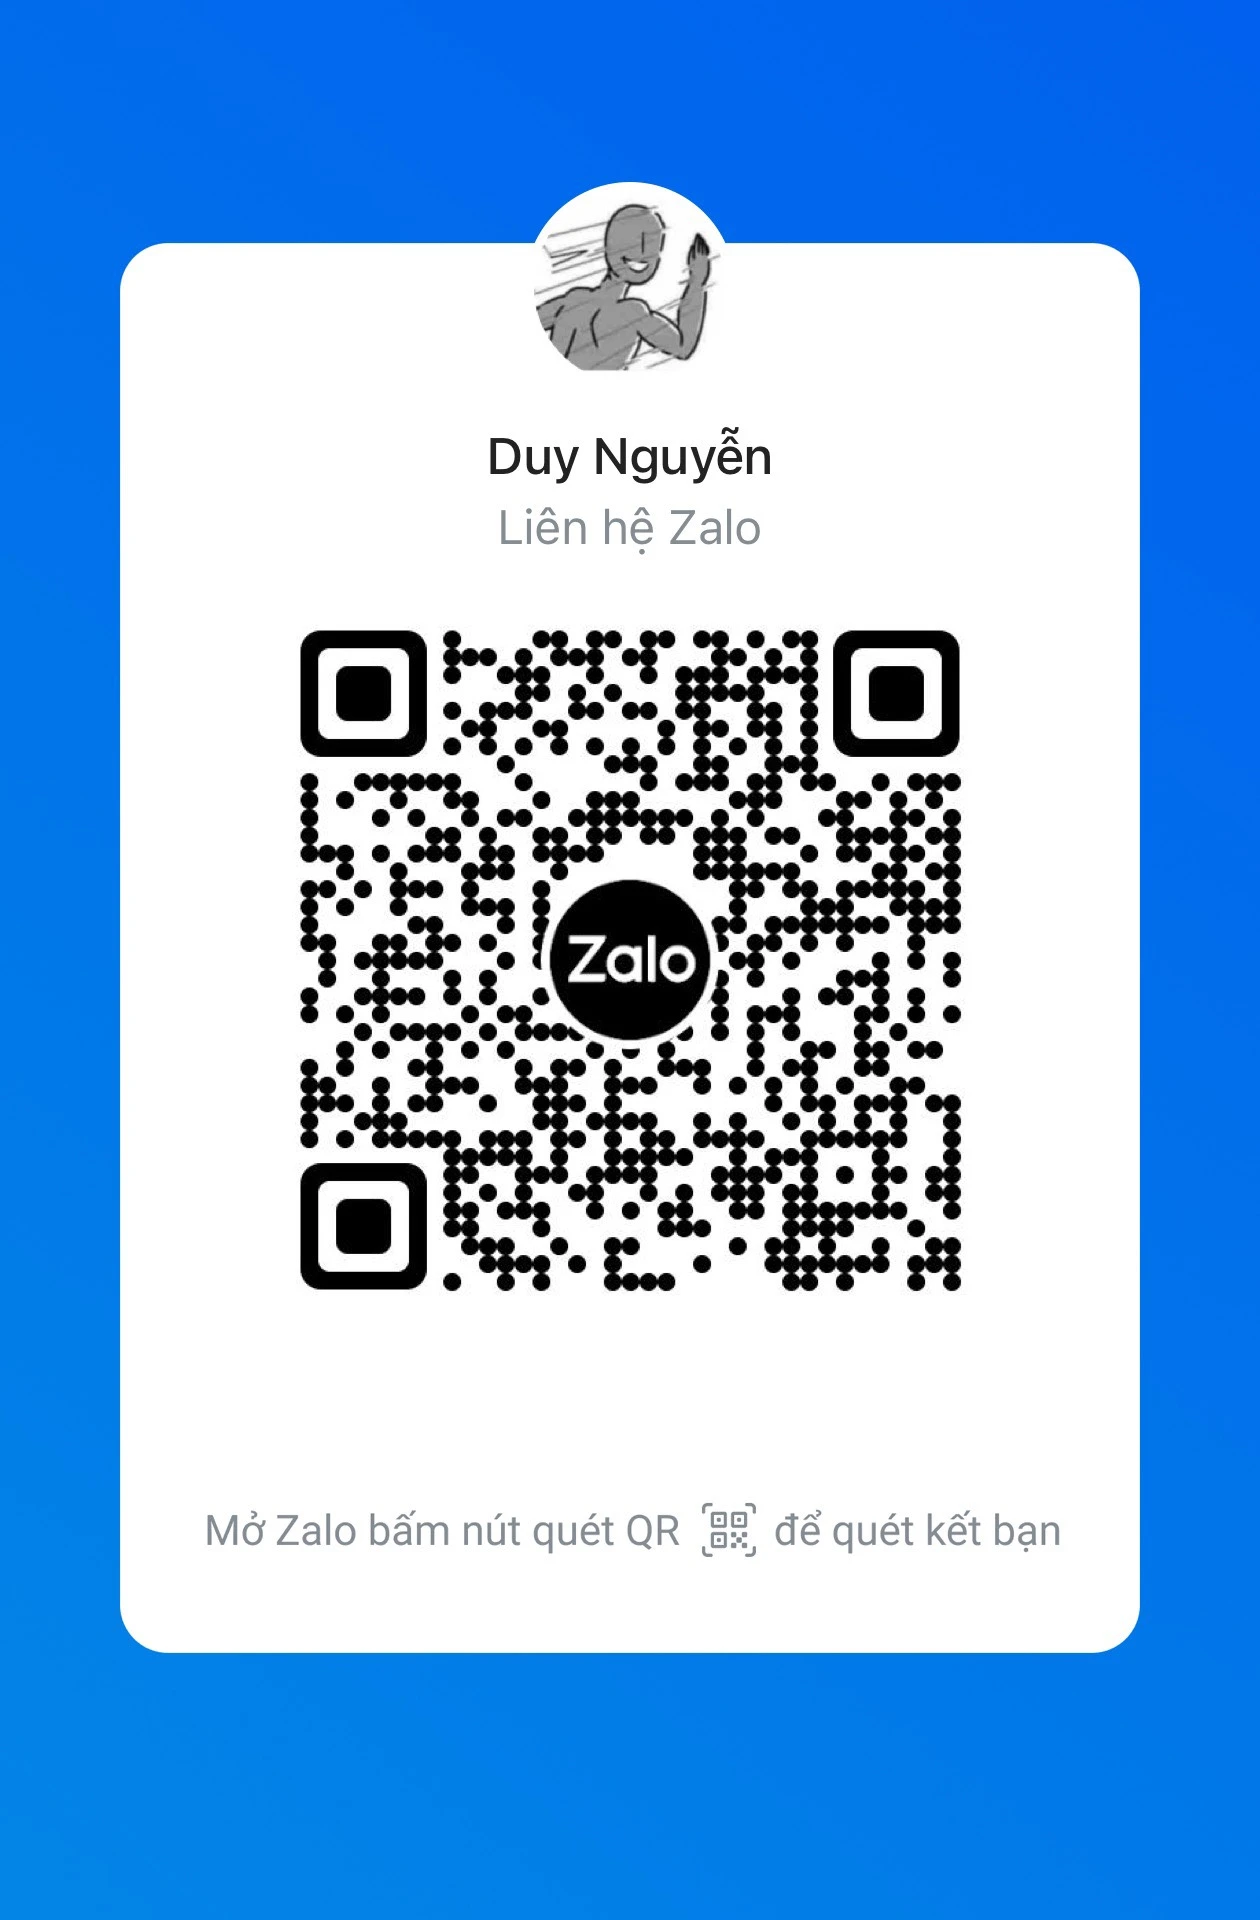 Duy Nguyễn
Liên hệ Zalo
Zalo
Mở Zalo bấm nút quét QR để quét kết bạn